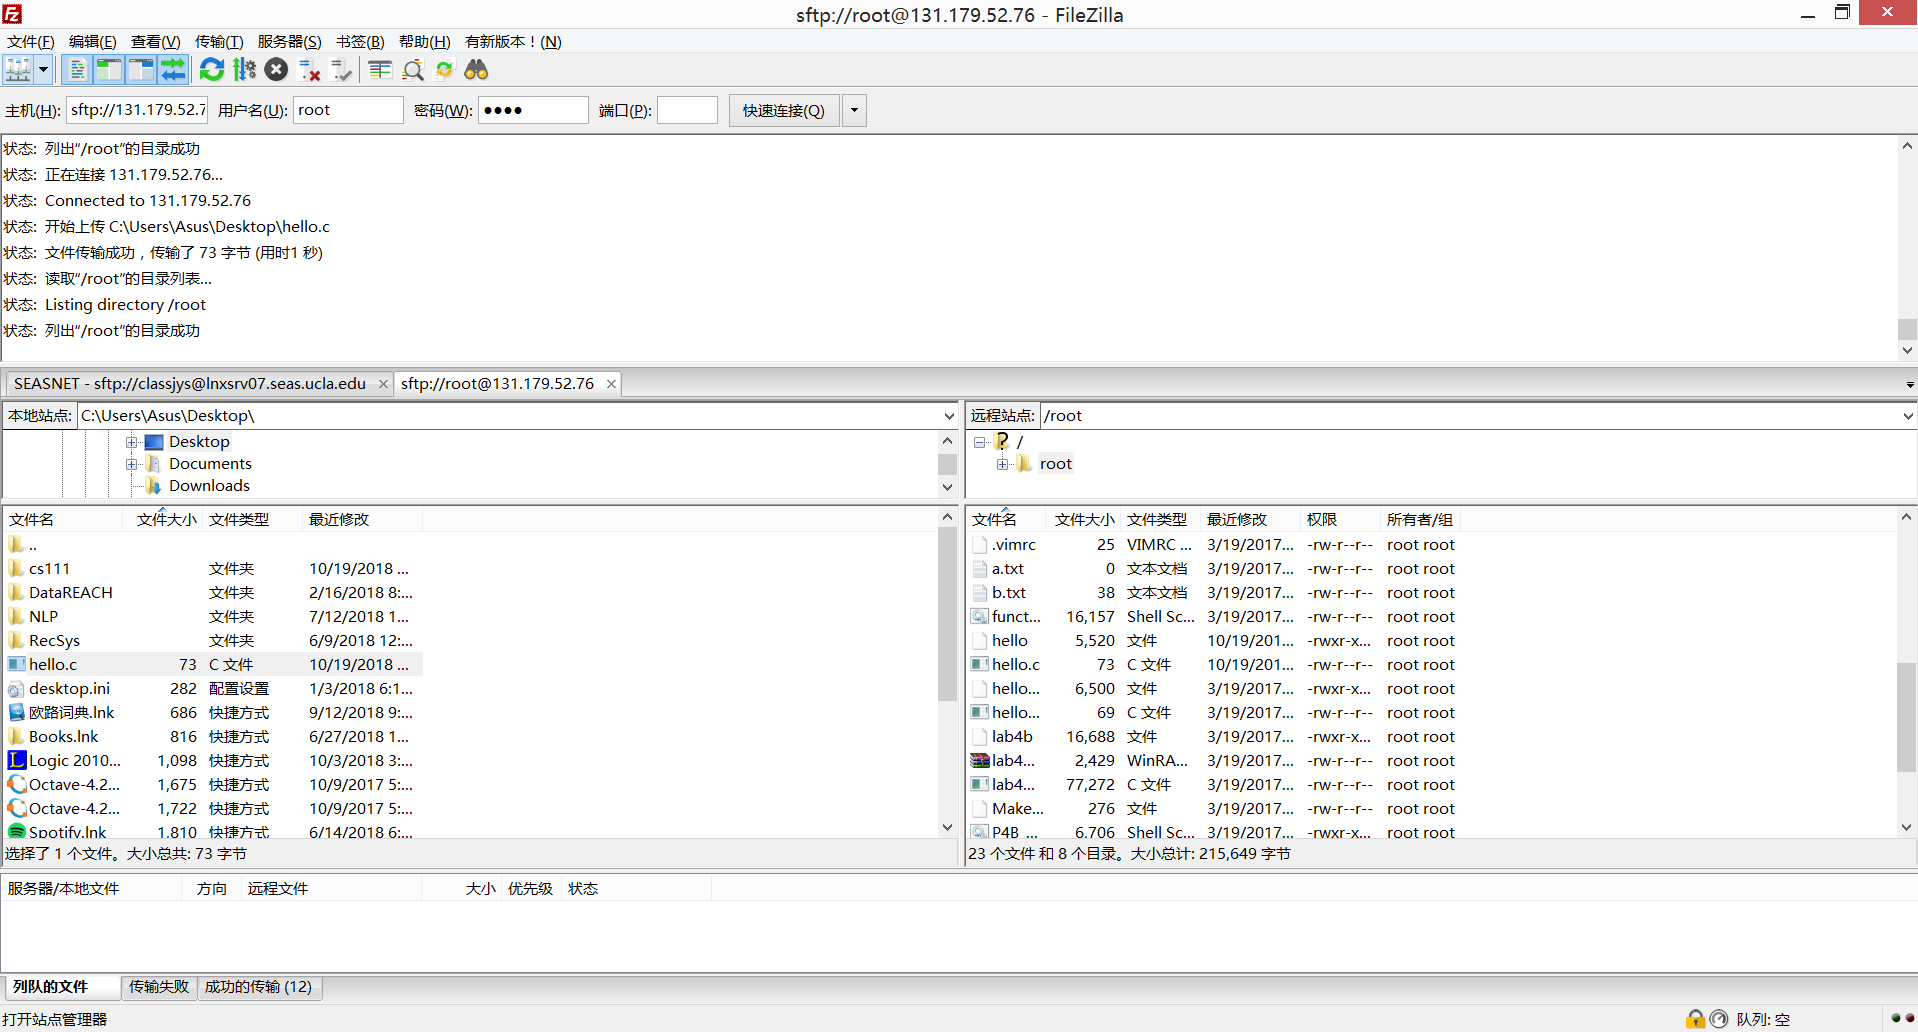 sftp://root@131.179.52.76 - FileZilla
文件(F) 编辑(E) 查看(V) 传输(T) 服务器(S) 书签(B) 帮助(H) 有新版本！(N)
主机(H): sftp://131.179.52.7 用户名(U): root 密码(W): ●●●● 端口(P): 快速连接(Q)
状态: 列出“/root”的目录成功
状态: 正在连接 131.179.52.76...
状态: Connected to 131.179.52.76
状态: 开始上传 C:\Users\Asus\Desktop\hello.c
状态: 文件传输成功，传输了 73 字节 (用时1 秒)
状态: 读取“/root”的目录列表...
状态: Listing directory /root
状态: 列出“/root”的目录成功
SEASNET - sftp://classjys@lnxsrv07.seas.ucla.edu sftp://root@131.179.52.76
本地站点: C:\Users\Asus\Desktop\
Desktop
Documents
Downloads
文件名 文件大小 文件类型 最近修改
..
cs111 文件夹 10/19/2018 ...
DataREACH 文件夹 2/16/2018 8:...
NLP 文件夹 7/12/2018 1...
RecSys 文件夹 6/9/2018 12:...
hello.c 73 C 文件 10/19/2018 ...
desktop.ini 282 配置设置 1/3/2018 6:1...
欧路词典.lnk 686 快捷方式 9/12/2018 9:...
Books.lnk 816 快捷方式 6/27/2018 1...
Logic 2010... 1,098 快捷方式 10/3/2018 3:...
Octave-4.2... 1,675 快捷方式 10/9/2017 5:...
Octave-4.2... 1,722 快捷方式 10/9/2017 5:...
Spotify.lnk 1,810 快捷方式 6/14/2018 6:...
选择了 1 个文件。大小总共: 73 字节
远程站点: /root
/
root
文件名 文件大小 文件类型 最近修改 权限 所有者/组
.vimrc 25 VIMRC ... 3/19/2017... -rw-r--r-- root root
a.txt 0 文本文档 3/19/2017... -rw-r--r-- root root
b.txt 38 文本文档 3/19/2017... -rw-r--r-- root root
funct... 16,157 Shell Sc... 3/19/2017... -rw-r--r-- root root
hello 5,520 文件 10/19/201... -rwxr-x... root root
hello.c 73 C 文件 10/19/201... -rw-r--r-- root root
hello... 6,500 文件 3/19/2017... -rwxr-x... root root
hello... 69 C 文件 3/19/2017... -rw-r--r-- root root
lab4b 16,688 文件 3/19/2017... -rwxr-x... root root
lab4... 2,429 WinRA... 3/19/2017... -rw-r--r-- root root
lab4... 77,272 C 文件 3/19/2017... -rw-r--r-- root root
Make... 276 文件 3/19/2017... -rw-r--r-- root root
P4B_... 6,706 Shell Sc... 3/19/2017... -rwxr-x... root root
23 个文件 和 8 个目录。大小总计: 215,649 字节
服务器/本地文件 方向 远程文件 大小 优先级 状态
列队的文件 传输失败 成功的传输 (12)
打开站点管理器 队列: 空